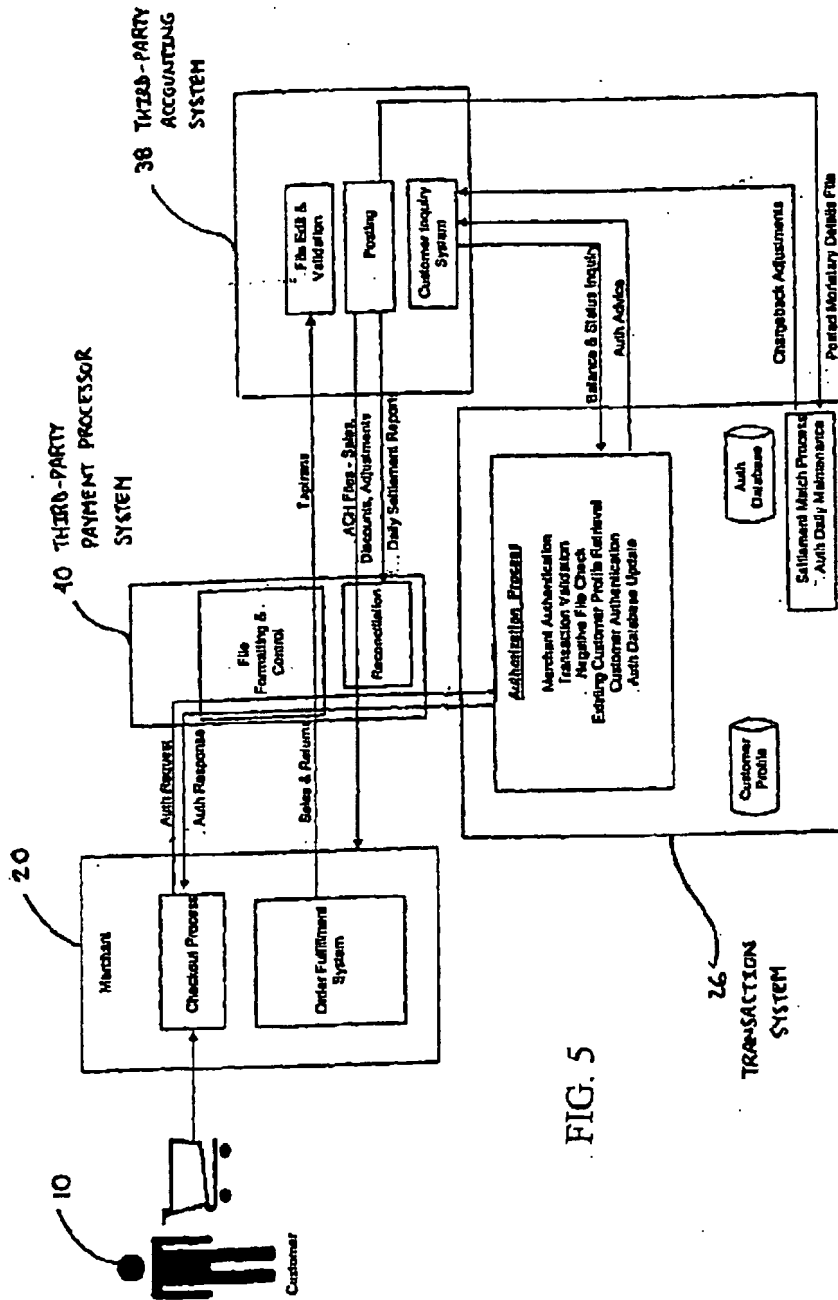 10
Customer
20
Merchant
Checkout Process
Order Fulfillment
System
Auth Request
Auth Response
Sales & Returns
40 THIRD-PARTY
PAYMENT PROCESSOR
SYSTEM
File
Formatting &
Control
Reconciliation
Taptrans
ACH Files - Sales,
Discounts, Adjustments
Daily Settlement Report
38 THIRD-PARTY
ACCOUNTING
SYSTEM
File Edit &
Validation
Posting
Customer Inquiry
System
Balance & Status Inquiry
Auth Advice
Chargeback Adjustments
Posted Monetary Details File
Authorization Process
Merchant Authentication
Transaction Validation
Negative File Check
Existing Customer Profile Retrieval
Customer Authentication
Auth Database Update
Customer
Profile
Auth
Database
Settlement Match Process
Auth Daily Maintenance
26
TRANSACTION
SYSTEM
FIG. 5